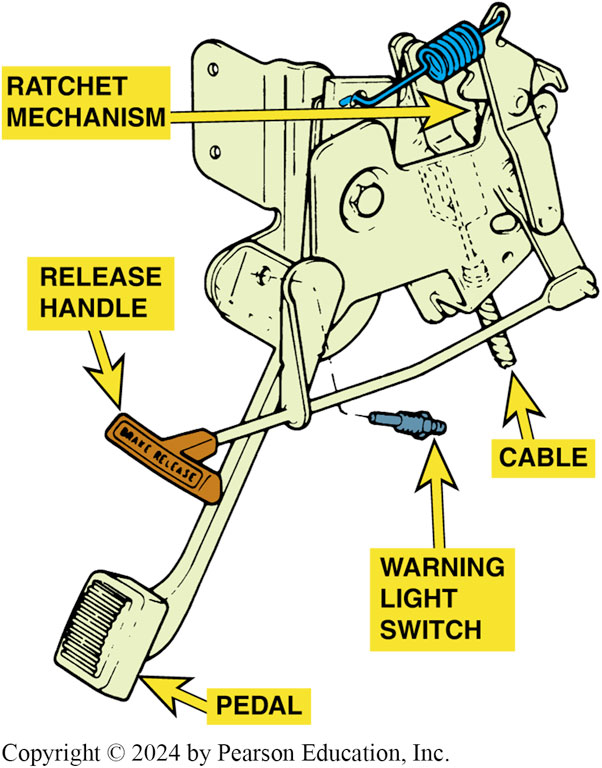 RATCHET
MECHANISM
RELEASE
HANDLE
BRAKE RELEASE
CABLE
WARNING
LIGHT
SWITCH
PEDAL
Copyright © 2024 by Pearson Education, Inc.